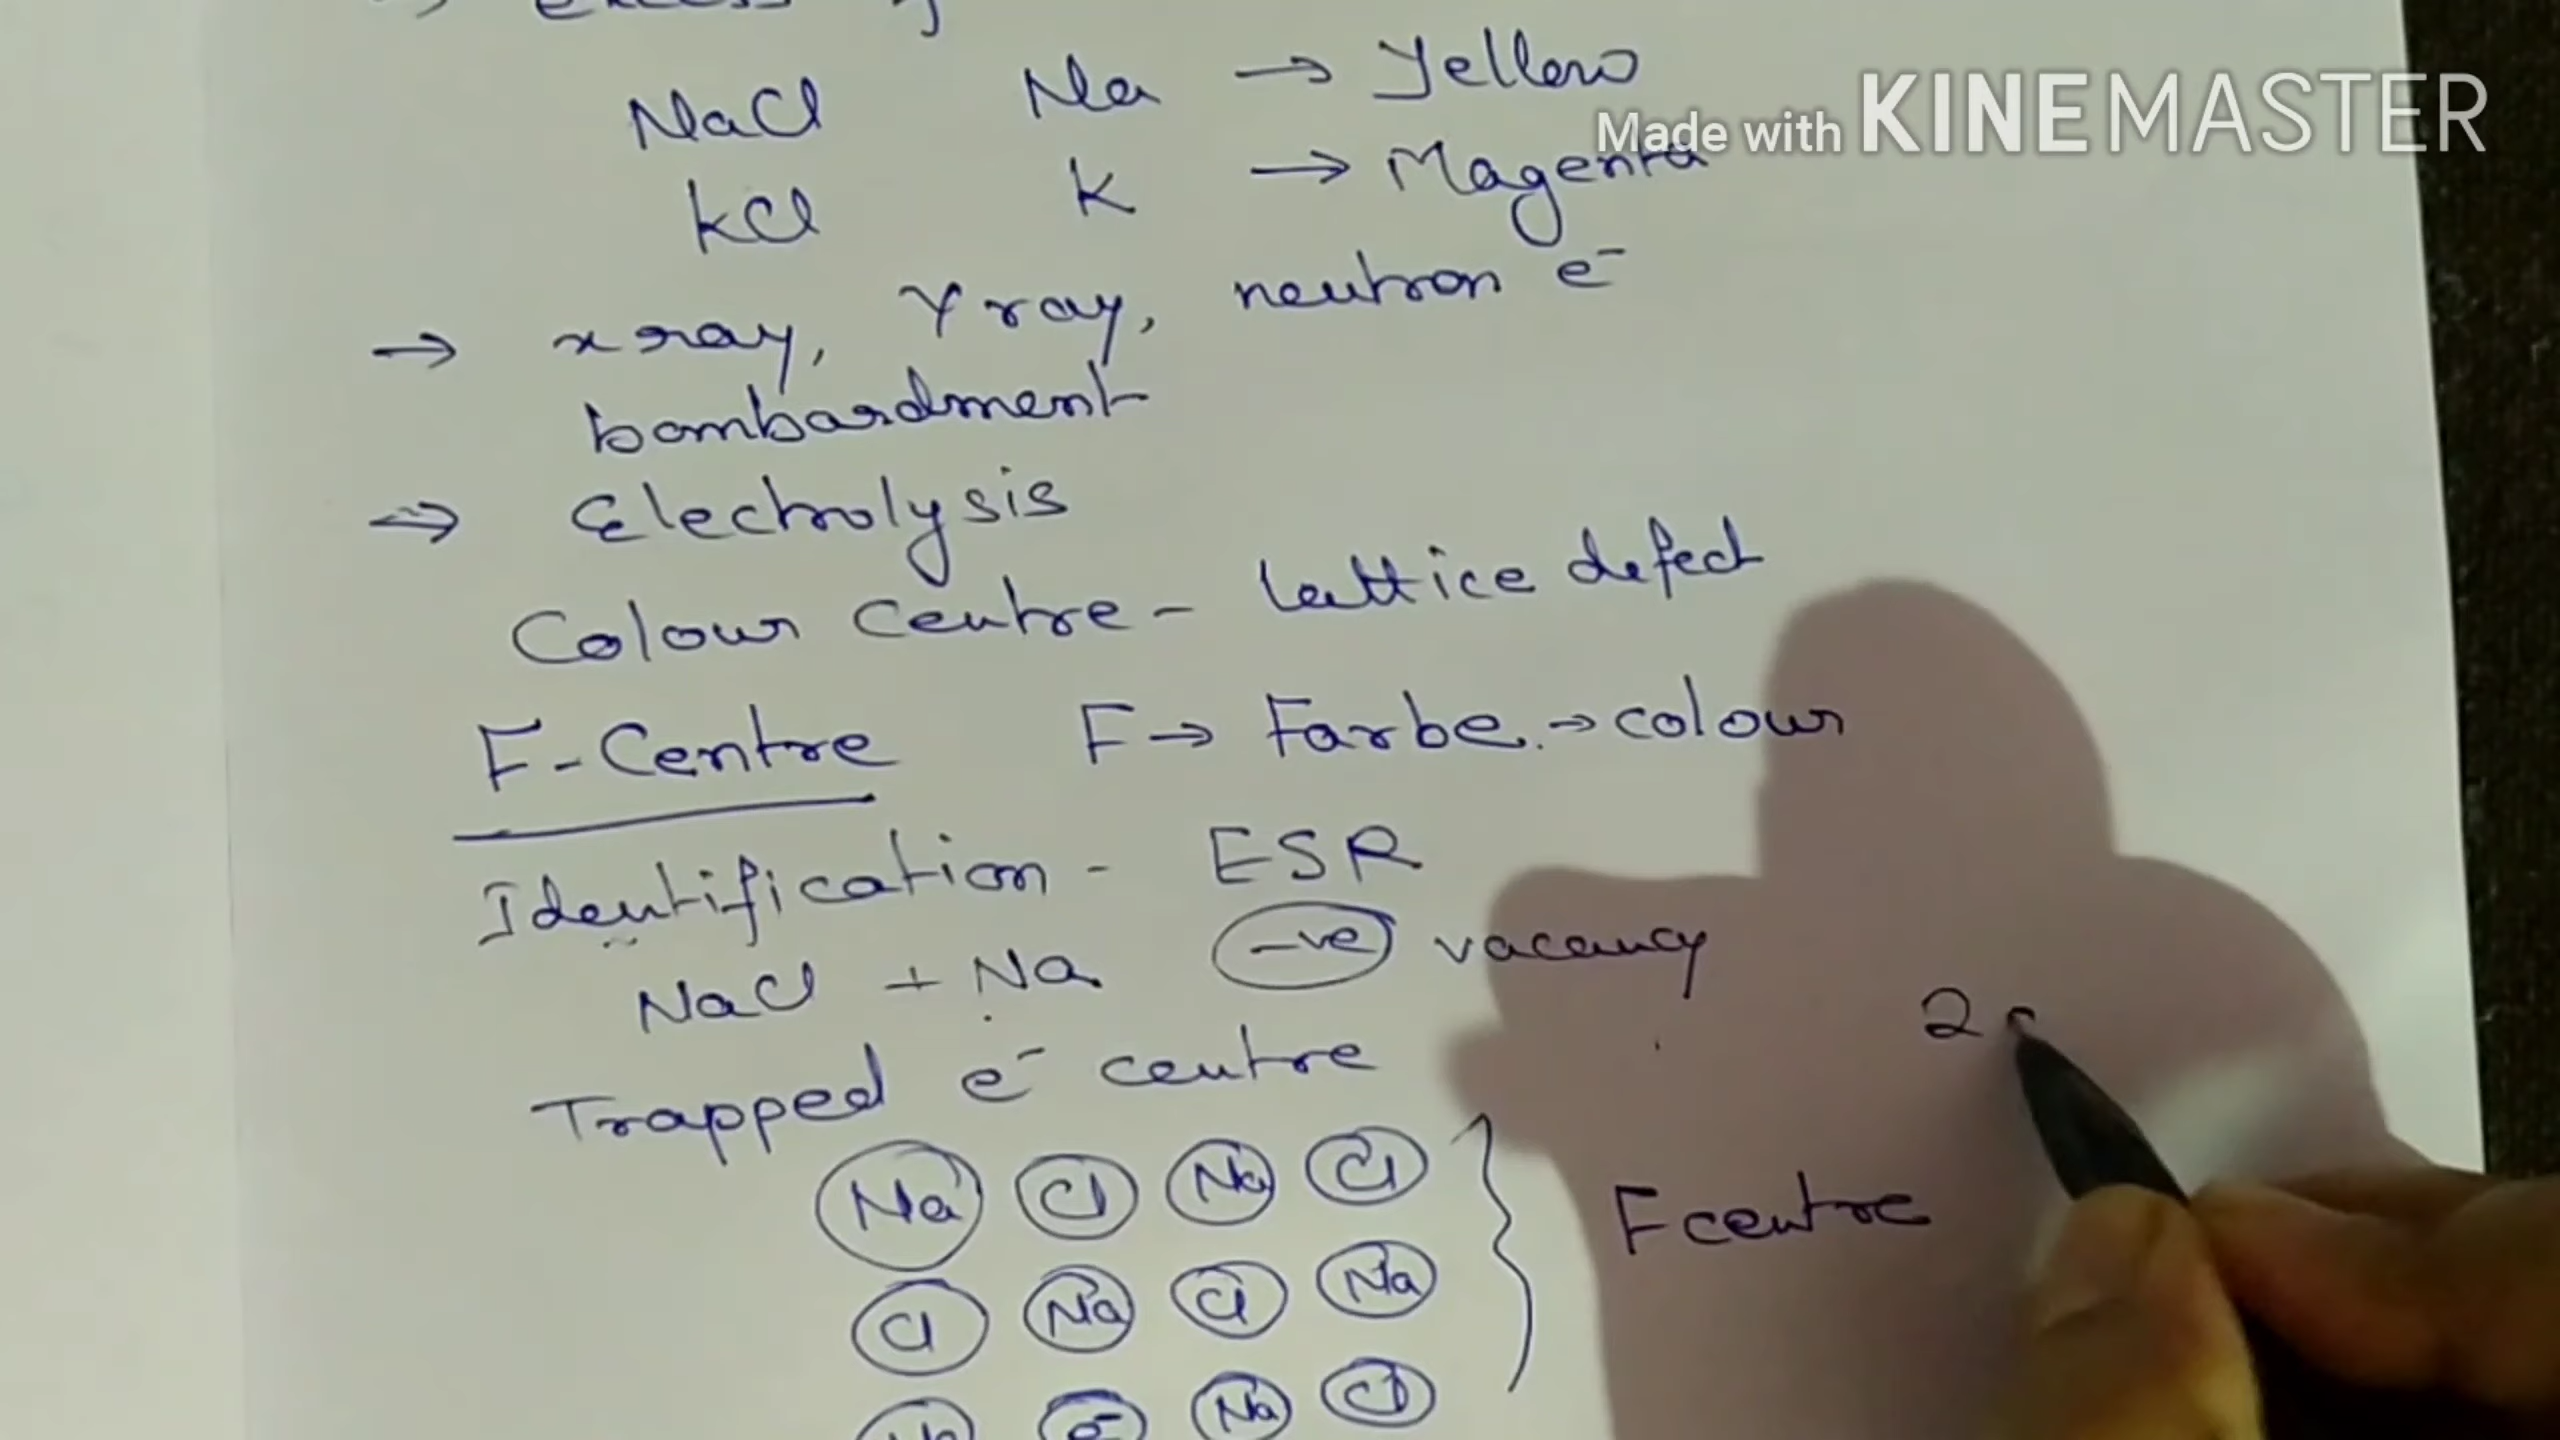 → excess of
NaCl Na → Yellow
Made with KINEMASTER
KCl K → Magenta
→ x ray, γ ray, neutron e⁻
bombardment
→ Electrolysis
Colour Centre - lattice defect
F-Centre F → Farbe. → colour
Identification - ESR
NaCl + Na -ve vacancy
2
Trapped e⁻ centre
Na Cl Na Cl
F centre
Cl Na Cl Na
e⁻ Na Cl